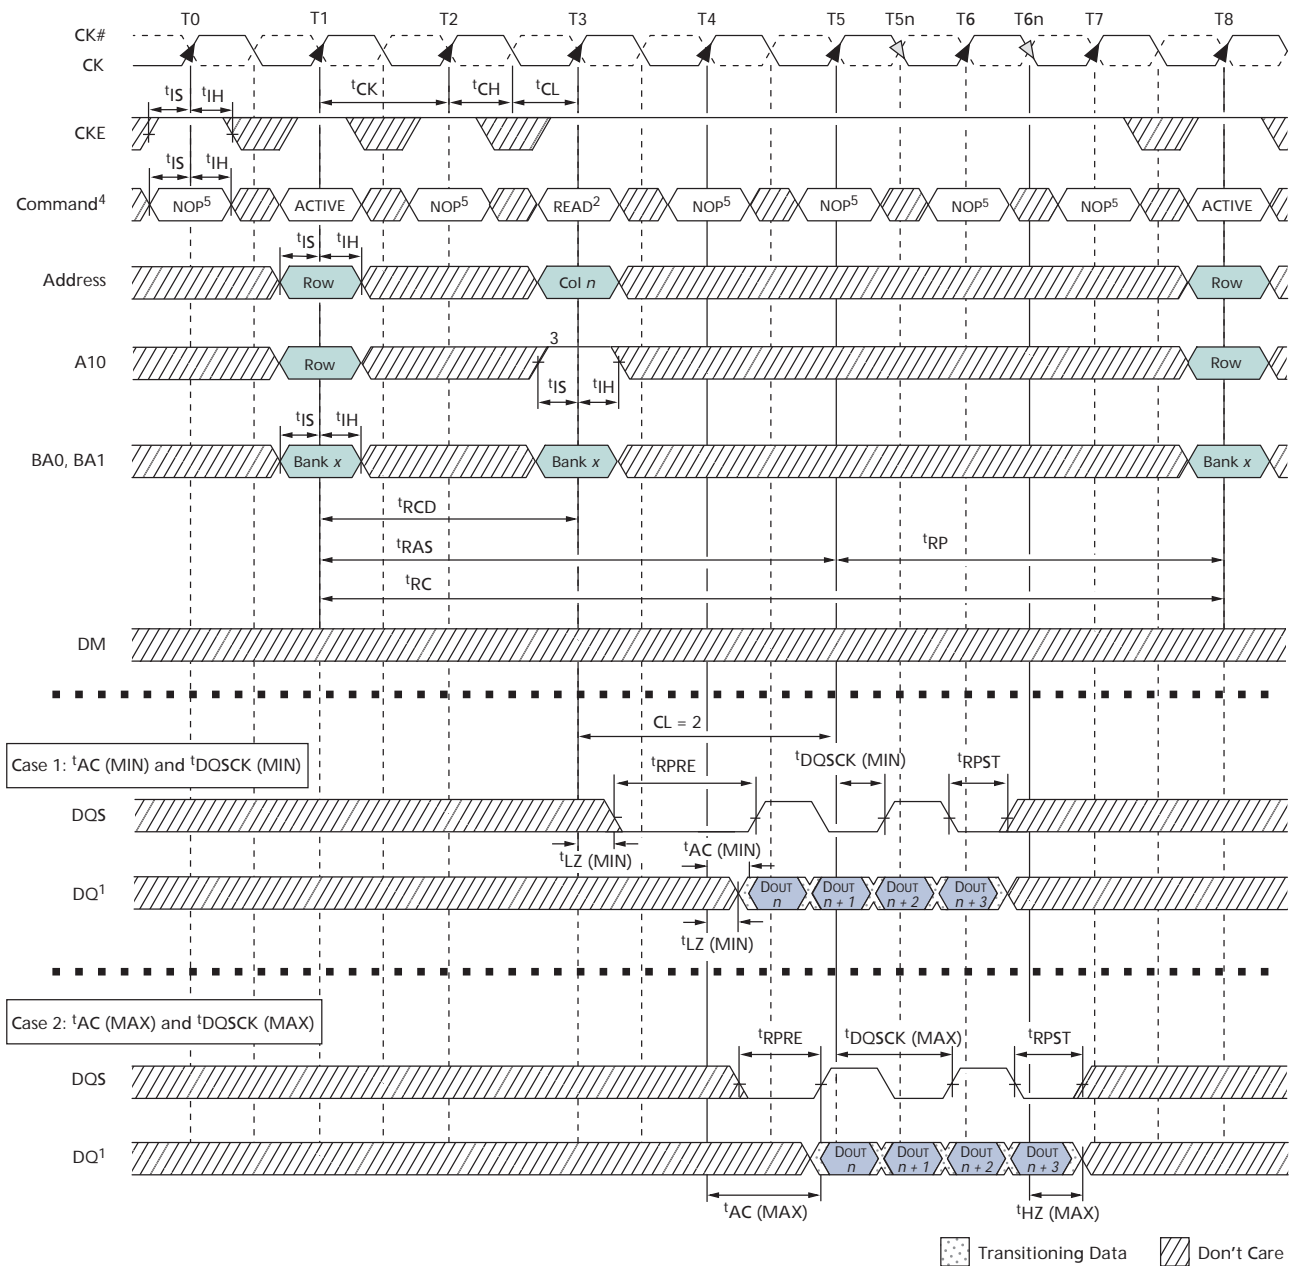 T0 T1 T2 T3 T4 T5 T5n T6 T6n T7 T8
CK#
CK
tCK tCH tCL
tIS tIH
CKE
tIS tIH
Command4 NOP5 ACTIVE NOP5 READ2 NOP5 NOP5 NOP5 NOP5 ACTIVE
tIS tIH
Address Row Col n Row
3
A10 Row Row
tIS tIH
tIS tIH
BA0, BA1 Bank x Bank x Bank x
tRCD
tRAS tRP
tRC
DM
CL = 2
Case 1: tAC (MIN) and tDQSCK (MIN)
tRPRE tDQSCK (MIN) tRPST
DQS
tLZ (MIN) tAC (MIN)
DQ1 DOUT n DOUT n + 1 DOUT n + 2 DOUT n + 3
tLZ (MIN)
Case 2: tAC (MAX) and tDQSCK (MAX)
tRPRE tDQSCK (MAX) tRPST
DQS
DQ1 DOUT n DOUT n + 1 DOUT n + 2 DOUT n + 3
tAC (MAX) tHZ (MAX)
Transitioning Data Don't Care